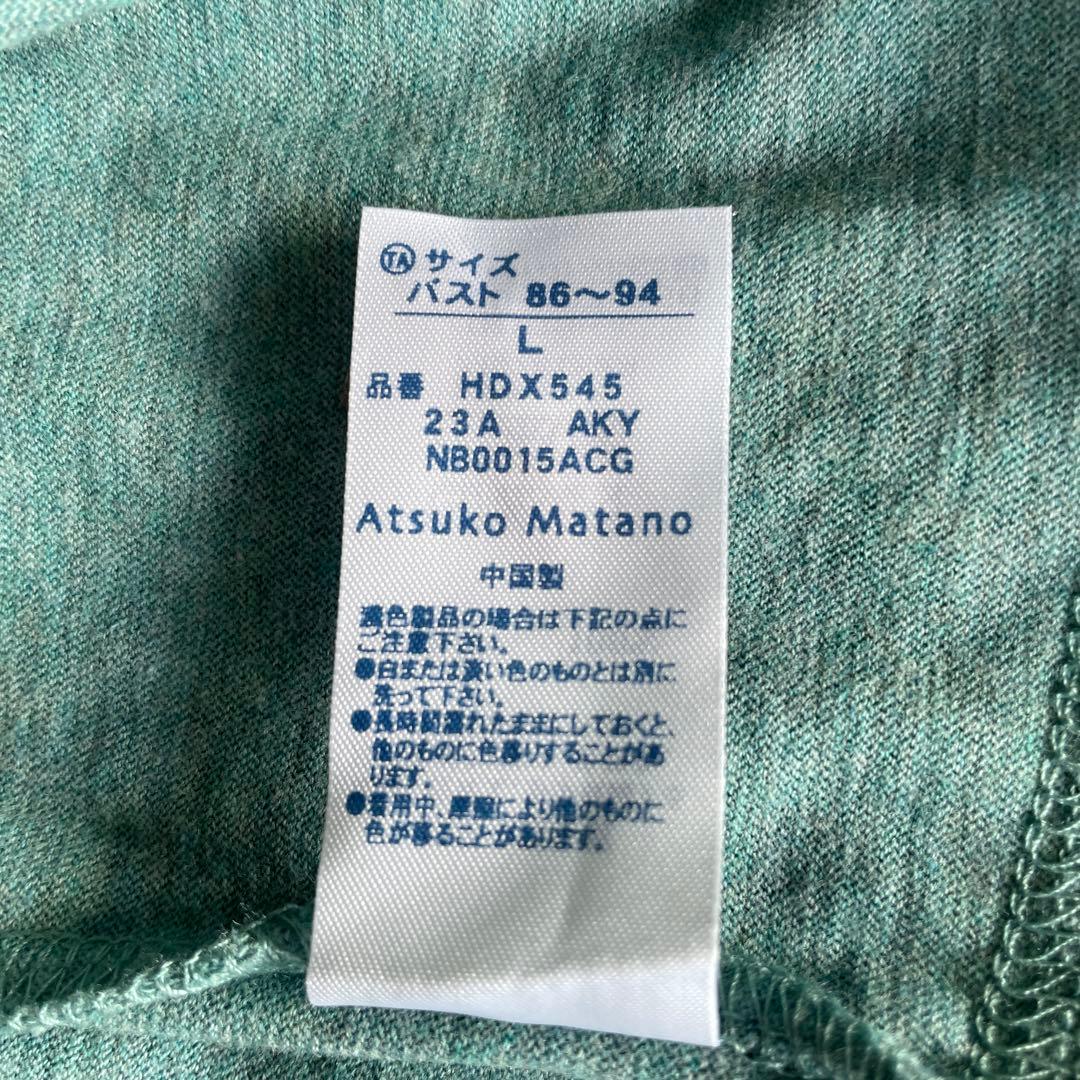 TA サイズ
バスト 86〜94
L
品番 HDX545
23A AKY
NB0015ACG
Atsuko Matano
中国製
濃色製品の場合は下記の点に
ご注意下さい。
●白または淡い色のものとは別に
洗って下さい。
●長時間濡れたままにしておくと、
他のものに色移りすることがあ
ります。
●着用中、摩擦により他のものに
色が移ることがあります。